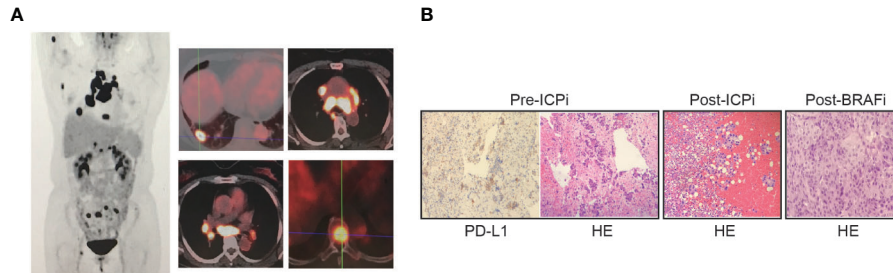 A
B
Pre-ICPi
Post-ICPi
Post-BRAFi
PD-L1
HE
HE
HE